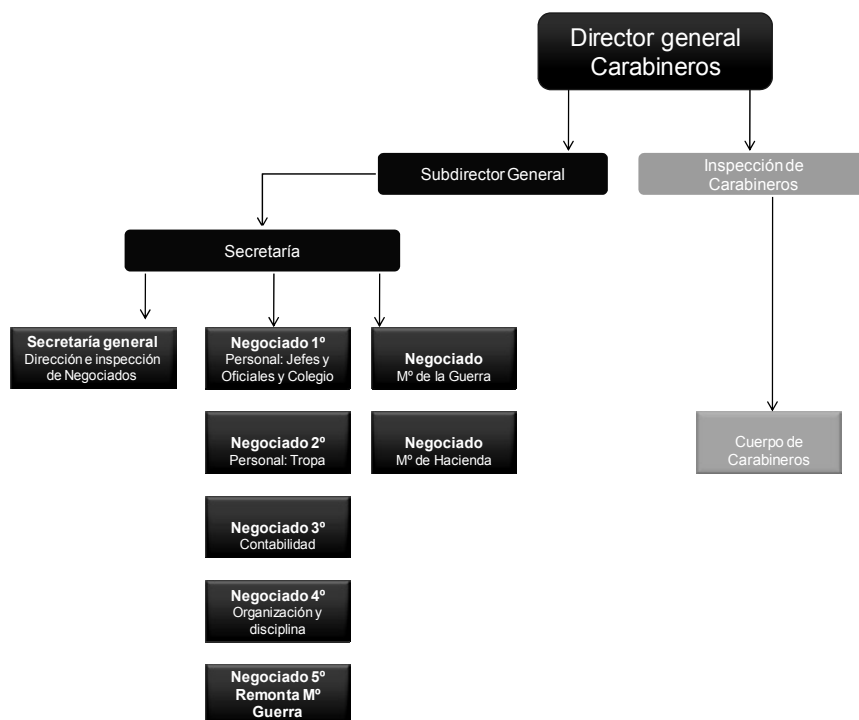 Director general
Carabineros
Subdirector General
Inspección de
Carabineros
Secretaría
Secretaría general
Dirección e inspección
de Negociados
Negociado 1º
Personal: Jefes y
Oficiales y Colegio
Negociado
Mº de la Guerra
Negociado 2º
Personal: Tropa
Negociado
Mº de Hacienda
Cuerpo de
Carabineros
Negociado 3º
Contabilidad
Negociado 4º
Organización y
disciplina
Negociado 5º
Remonta Mº
Guerra